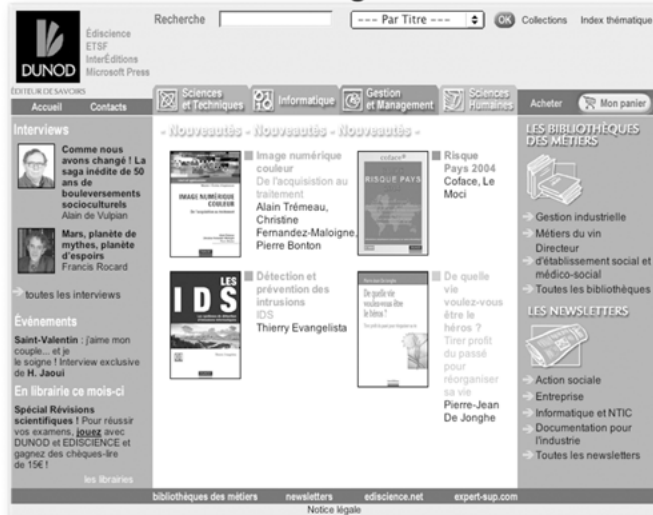 Recherche --- Par Titre --- OK Collections Index thématique
DUNOD
ÉDITEUR DE SAVOIRS
Édiscience
ETSF
InterÉditions
Microsoft Press
Accueil Contacts
Sciences et Techniques
Informatique
Gestion et Management
Sciences Humaines
Acheter Mon panier
Interviews
Comme nous
avons changé ! La
saga inédite de 50
ans de
bouleversements
socioculturels
Alain de Vulpian
Mars, planète de
mythes, planète
d'espoirs
Francis Rocard
toutes les interviews
Évènements
Saint-Valentin : j'aime mon
couple... et je
le soigne ! Interview exclusive
de H. Jaoui
En librairie ce mois-ci
Spécial Révisions
scientifiques ! Pour réussir
vos examens, jouez avec
DUNOD et EDISCIENCE et
gagnez des chèques-lire
de 15€ !
les librairies
- Nouveautés - Nouveautés - Nouveautés -
IMAGE NUMÉRIQUE
COULEUR
Image numérique
couleur
De l'acquisition au
traitement
Alain Trémeau,
Christine
Fernandez-Maloigne,
Pierre Bonton
coface
RISQUE PAYS
Risque
Pays 2004
Coface, Le
Moci
LES
IDS
Détection et
prévention des
intrusions
IDS
Thierry Evangelista
De quelle vie
voulez-vous être
le héros ?
De quelle
vie
voulez-vous
être le
héros ?
Tirer profit
du passé
pour
réorganiser
sa vie
Pierre-Jean
De Jonghe
LES BIBLIOTHÈQUES
DES MÉTIERS
Gestion industrielle
Métiers du vin
Directeur
d'établissement social et
médico-social
Toutes les bibliothèques
LES NEWSLETTERS
Action sociale
Entreprise
Informatique et NTIC
Documentation pour
l'industrie
Toutes les newsletters
bibliothèques des métiers newsletters ediscience.net expert-sup.com
Notice légale